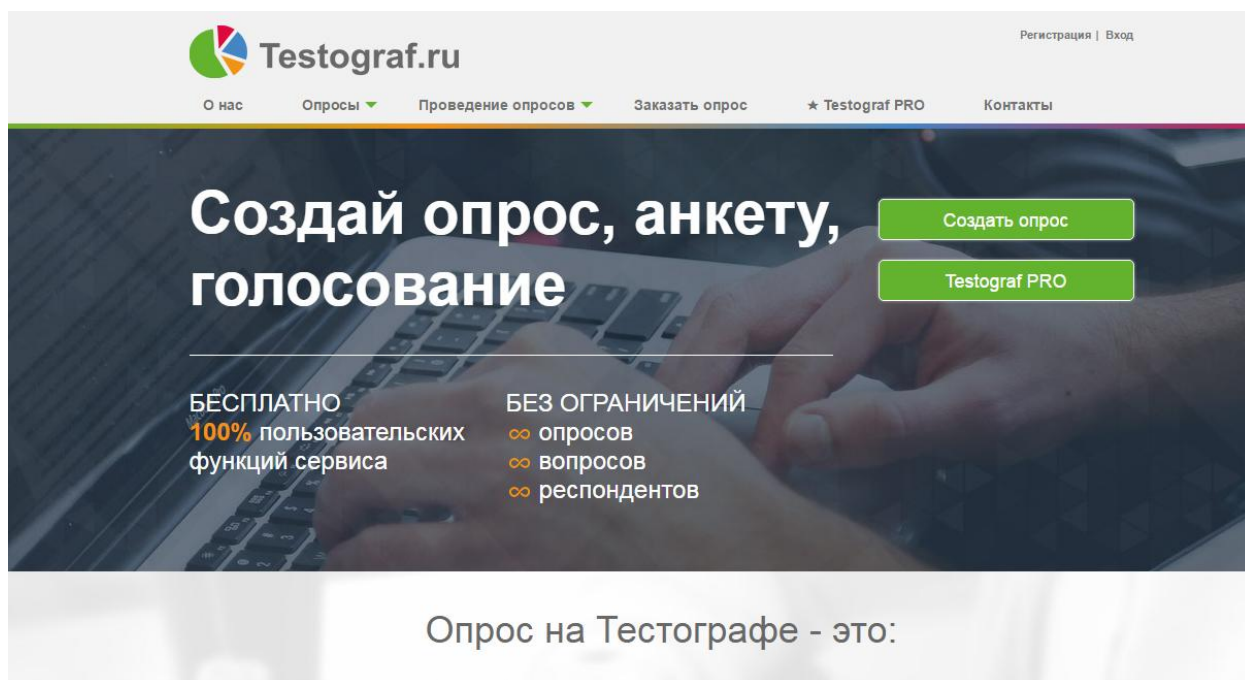 Testograf.ru
Регистрация | Вход
О нас
Опросы
Проведение опросов
Заказать опрос
★ Testograf PRO
Контакты
Создай опрос, анкету,
голосование
Создать опрос
Testograf PRO
БЕСПЛАТНО
100% пользовательских
функций сервиса
БЕЗ ОГРАНИЧЕНИЙ
∞ опросов
∞ вопросов
∞ респондентов
Опрос на Тестографе - это: